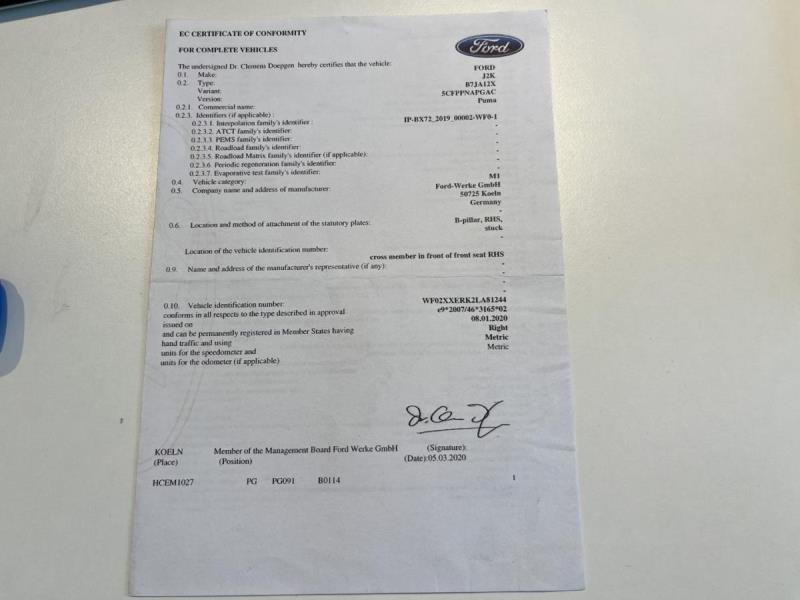 EC CERTIFICATE OF CONFORMITY
Ford
FOR COMPLETE VEHICLES
The undersigned Dr. Clemens Doepgen hereby certifies that the vehicle:
0.1. Make: FORD
0.2. Type: J2K
Variant: B7JA12X
Version: 5CFPPNAPGAC
0.2.1. Commercial name: Puma
0.2.3. Identifiers (if applicable) :
0.2.3.1. Interpolation family's identifier : IP-BX72_2019_00002-WF0-1
0.2.3.2. ATCT family's identifier: -
0.2.3.3. PEMS family's identifier: -
0.2.3.4. Roadload family's identifier: -
0.2.3.5. Roadload Matrix family's identifier (if applicable): -
0.2.3.6. Periodic regeneration family's identifier: -
0.2.3.7. Evaporative test family's identifier: -
0.4. Vehicle category: M1
0.5. Company name and address of manufacturer: Ford-Werke GmbH
50725 Koeln
Germany
-
0.6. Location and method of attachment of the statutory plates: B-pillar, RHS,
stuck
-
Location of the vehicle identification number: cross member in front of front seat RHS
0.9. Name and address of the manufacturer's representative (if any): -
-
-
0.10. Vehicle identification number: WF02XXERK2LA81244
conforms in all respects to the type described in approval e9*2007/46*3165*02
issued on 08.01.2020
and can be permanently registered in Member States having Right
hand traffic and using Metric
units for the speedometer and Metric
units for the odometer (if applicable)
KOELN Member of the Management Board Ford Werke GmbH (Signature):
(Place) (Position) (Date):05.03.2020
HCEM1027 PG PG091 B0114 1